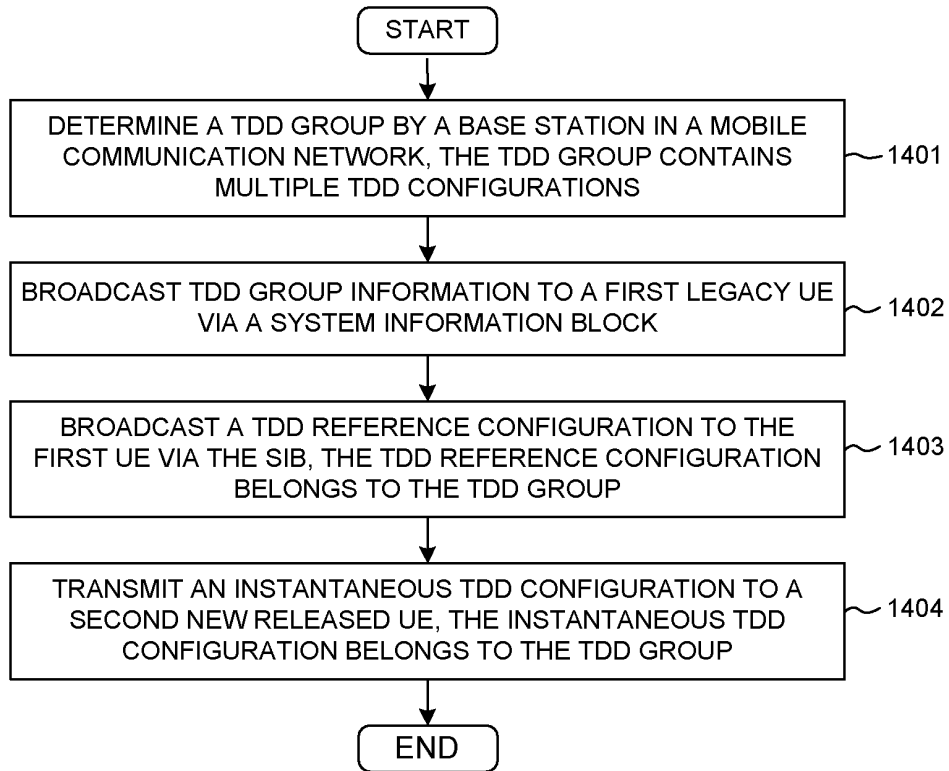 START
DETERMINE A TDD GROUP BY A BASE STATION IN A MOBILE
COMMUNICATION NETWORK, THE TDD GROUP CONTAINS
MULTIPLE TDD CONFIGURATIONS
1401
BROADCAST TDD GROUP INFORMATION TO A FIRST LEGACY UE
VIA A SYSTEM INFORMATION BLOCK
1402
BROADCAST A TDD REFERENCE CONFIGURATION TO THE
FIRST UE VIA THE SIB, THE TDD REFERENCE CONFIGURATION
BELONGS TO THE TDD GROUP
1403
TRANSMIT AN INSTANTANEOUS TDD CONFIGURATION TO A
SECOND NEW RELEASED UE, THE INSTANTANEOUS TDD
CONFIGURATION BELONGS TO THE TDD GROUP
1404
END